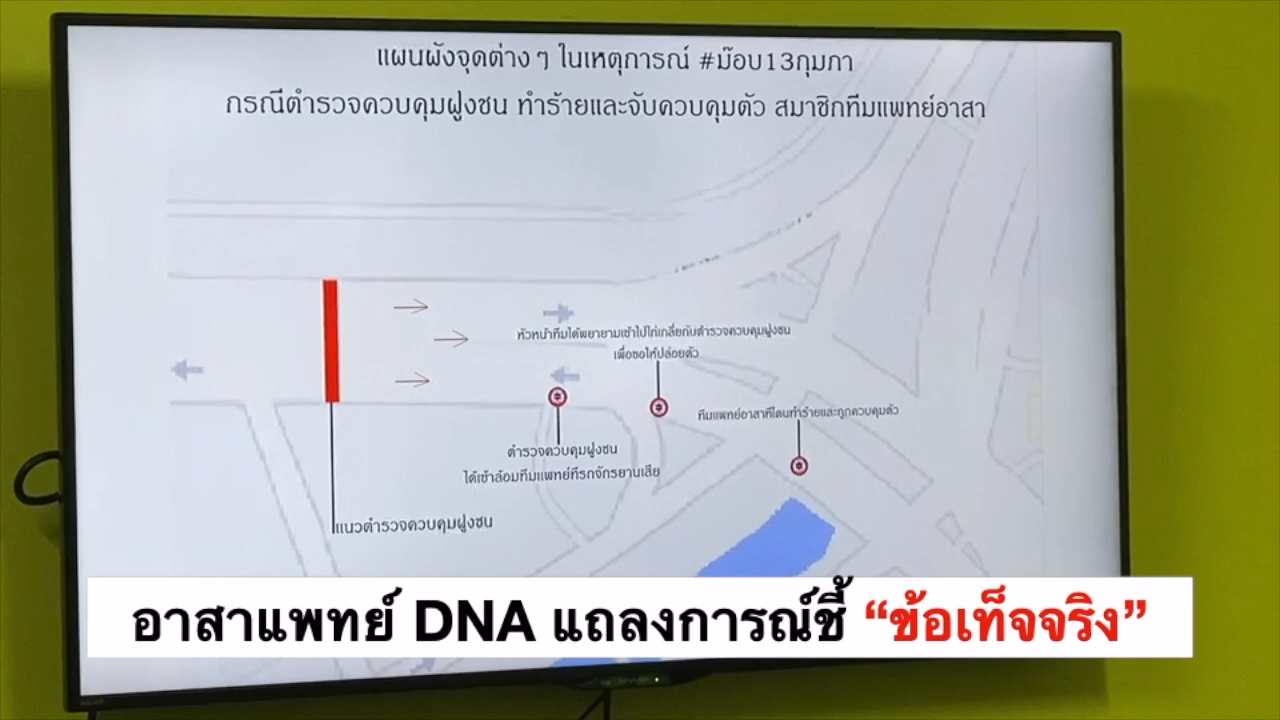 แผนผังจุดต่าง ๆ ในเหตุการณ์ #ม๊อบ13กุมภา
กรณีตำรวจควบคุมฝูงชน ทำร้ายและจับควบคุมตัว สมาชิกทีมแพทย์อาสา
หัวหน้าทีมได้พยายามเข้าไปไกล่เกลี่ยกับตำรวจควบคุมฝูงชน
เพื่อขอให้ปล่อยตัว
ทีมแพทย์อาสาที่โดนทำร้ายและถูกควบคุมตัว
ตำรวจควบคุมฝูงชน
ได้เข้าล้อมทีมแพทย์ที่รถจักรยานเสีย
แนวตำรวจควบคุมฝูงชน
อาสาแพทย์ DNA แถลงการณ์ชี้ “ข้อเท็จจริง”